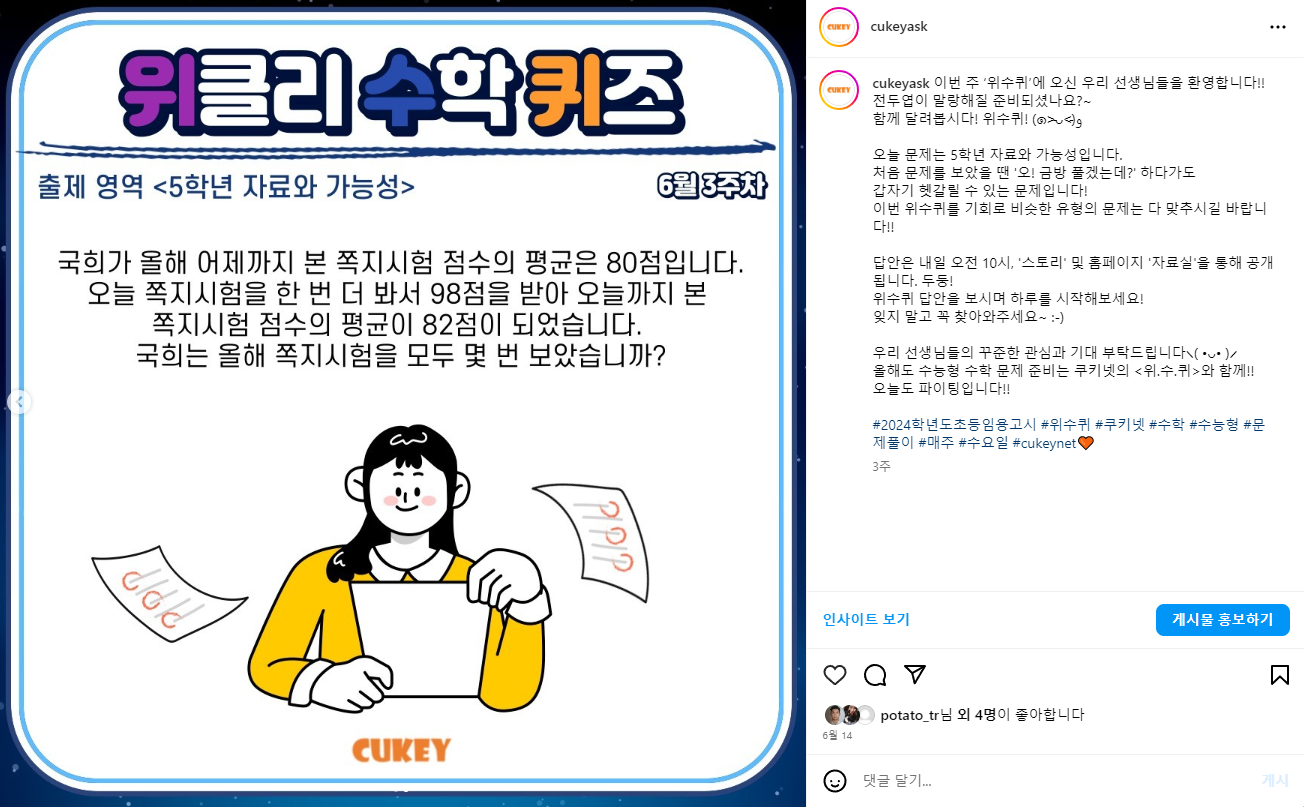 위클리 수학 퀴즈
출제 영역 <5학년 자료와 가능성>
6월 3주차
국희가 올해 어제까지 본 쪽지시험 점수의 평균은 80점입니다.
오늘 쪽지시험을 한 번 더 봐서 98점을 받아 오늘까지 본
쪽지시험 점수의 평균이 82점이 되었습니다.
국희는 올해 쪽지시험을 모두 몇 번 보았습니까?
CUKEY
CUKEY
cukeyask
CUKEY
cukeyask 이번 주 ‘위수퀴’에 오신 우리 선생님들을 환영합니다!!
전두엽이 말랑해질 준비되셨나요?~
함께 달려봅시다! 위수퀴! (๑˃̵ᴗ˂̵)و
오늘 문제는 5학년 자료와 가능성입니다.
처음 문제를 보았을 땐 '오! 금방 풀겠는데?' 하다가도
갑자기 헷갈릴 수 있는 문제입니다!
이번 위수퀴를 기회로 비슷한 유형의 문제는 다 맞추시길 바랍니
다!!
답안은 내일 오전 10시, '스토리' 및 홈페이지 '자료실'을 통해 공개
됩니다. 두둥!
위수퀴 답안을 보시며 하루를 시작해보세요!
잊지 말고 꼭 찾아와주세요~ :-)
우리 선생님들의 꾸준한 관심과 기대 부탁드립니다⸜( •ᴗ• )⸝
올해도 수능형 수학 문제 준비는 쿠키넷의 <위.수.퀴>와 함께!!
오늘도 파이팅입니다!!
#2024학년도초등임용고시 #위수퀴 #쿠키넷 #수학 #수능형 #문
제풀이 #매주 #수요일 #cukeynet🧡
3주
인사이트 보기
게시물 홍보하기
potato_tr님 외 4명이 좋아합니다
6월 14
댓글 달기...
게시